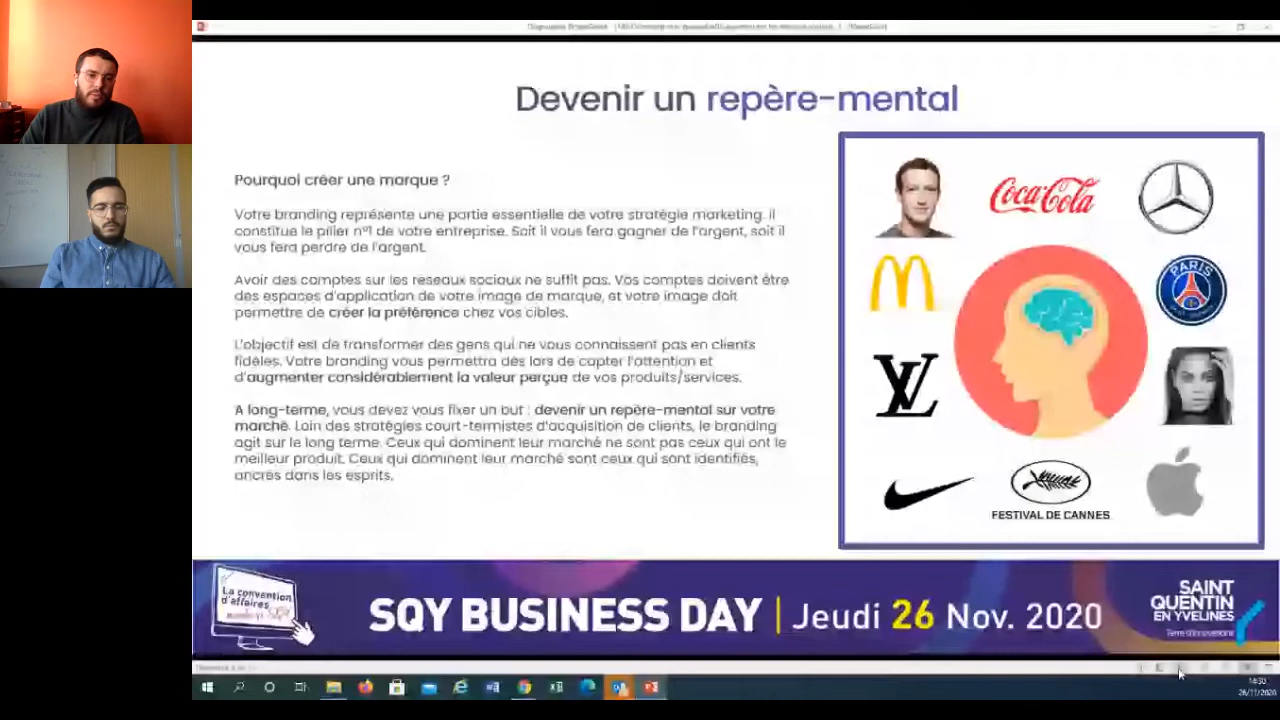 Devenir un repère-mental
Pourquoi créer une marque ?
Votre branding représente une partie essentielle de votre stratégie marketing. Il
constitue le pilier n°1 de votre entreprise. Soit il vous fera gagner de l'argent, soit il
vous fera perdre de l'argent.
Avoir des comptes sur les reseaux sociaux ne suffit pas. Vos comptes doivent être
des espaces d'application de votre image de marque, et votre image doit
permettre de créer la préférence chez vos cibles.
L'objectif est de transformer des gens qui ne vous connaissent pas en clients
fidèles. Votre branding vous permettra dès lors de capter l'attention et
d'augmenter considérablement la valeur perçue de vos produits/services.
A long-terme, vous devez vous fixer un but : devenir un repère-mental sur votre
marché. Loin des stratégies court-termistes d'acquisition de clients, le branding
agit sur le long terme. Ceux qui dominent leur marché ne sont pas ceux qui ont le
meilleur produit. Ceux qui dominent leur marché sont ceux qui sont identifiés,
ancrés dans les esprits.
Coca-Cola
PARIS
LV
FESTIVAL DE CANNES
La convention
d'affaires
SQY BUSINESS DAY | Jeudi 26 Nov. 2020
SAINT
QUENTIN
EN YVELINES
Terre d'innovations
14:50
26/11/2020